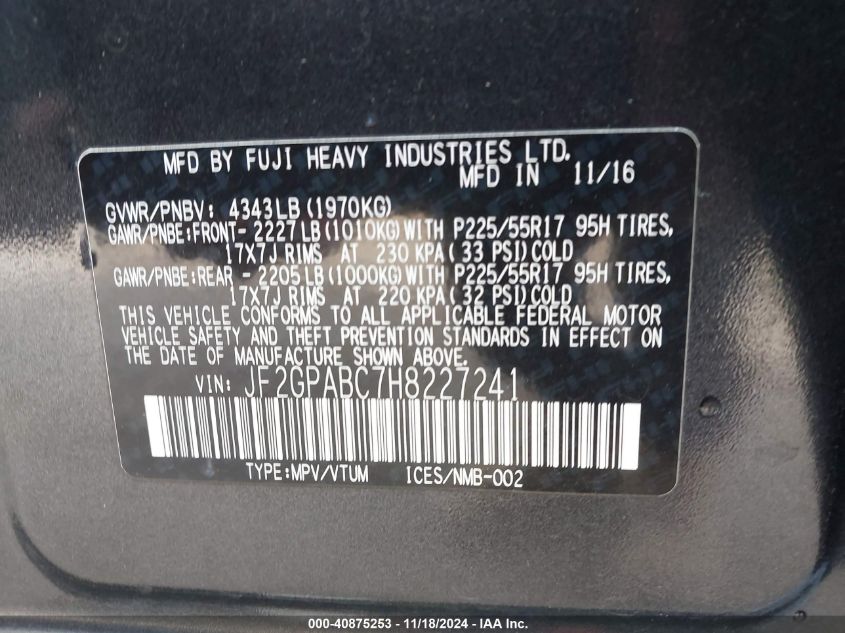 MFD BY FUJI HEAVY INDUSTRIES LTD.
MFD IN 11/16
GVWR/PNBV: 4343LB (1970KG)
GAWR/PNBE:FRONT- 2227LB (1010KG) WITH P225/55R17 95H TIRES,
17X7J RIMS AT 230 KPA( 33 PSI) COLD
GAWR/PNBE:REAR - 2205LB (1000KG) WITH P225/55R17 95H TIRES,
17X7J RIMS AT 220 KPA( 32 PSI) COLD
THIS VEHICLE CONFORMS TO ALL APPLICABLE FEDERAL MOTOR
VEHICLE SAFETY AND THEFT PREVENTION STANDARDS IN EFFECT ON
THE DATE OF MANUFACTURE SHOWN ABOVE.
VIN: JF2GPABC7H8227241
TYPE:MPV/VTUM ICES/NMB-002
000-40875253 - 11/18/2024 - IAA Inc.